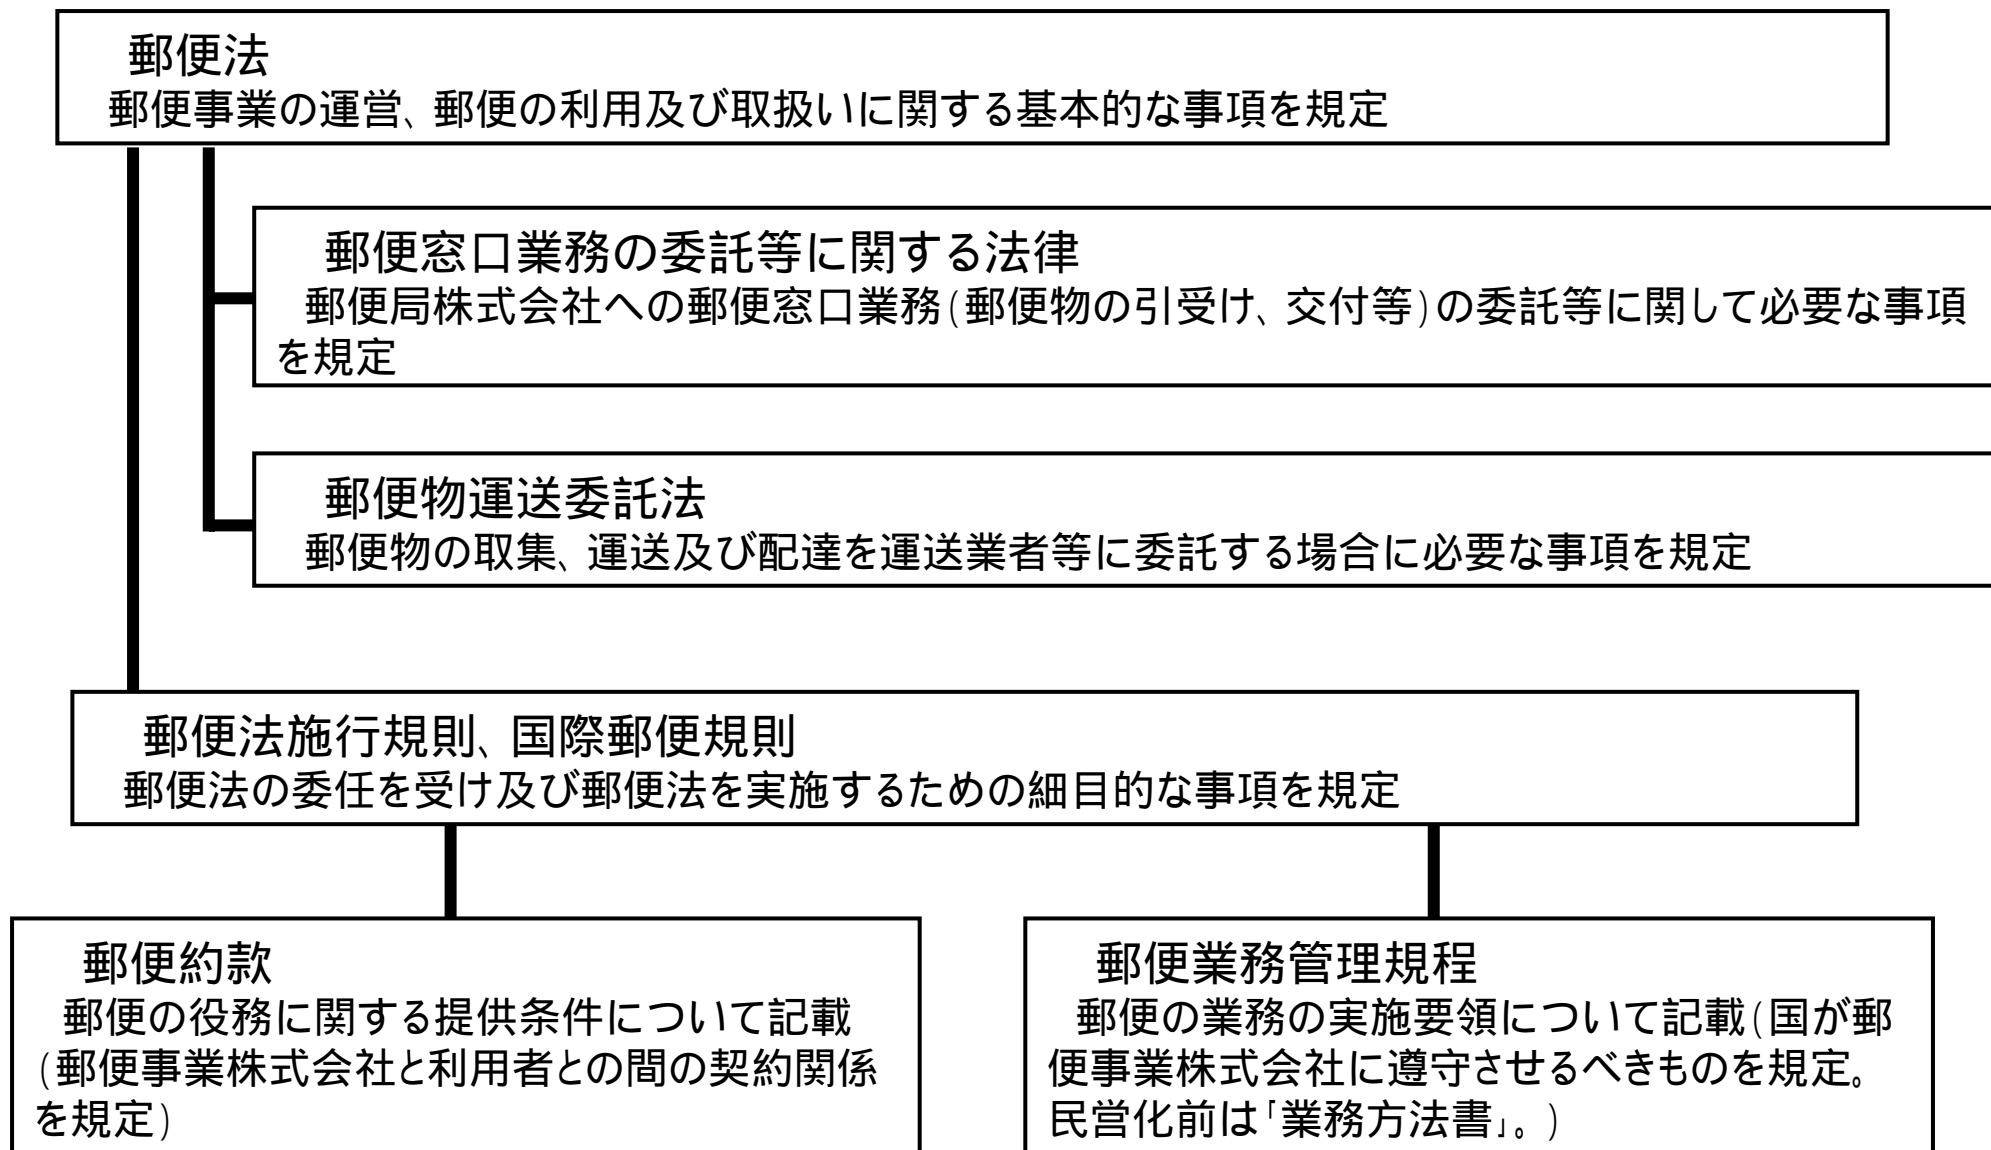 郵便法
郵便事業の運営、郵便の利用及び取扱いに関する基本的な事項を規定
郵便窓口業務の委託等に関する法律
郵便局株式会社への郵便窓口業務(郵便物の引受け、交付等)の委託等に関して必要な事項
を規定
郵便物運送委託法
郵便物の取集、運送及び配達を運送業者等に委託する場合に必要な事項を規定
郵便法施行規則、国際郵便規則
郵便法の委任を受け及び郵便法を実施するための細目的な事項を規定
郵便約款
郵便の役務に関する提供条件について記載
(郵便事業株式会社と利用者との間の契約関係
を規定)
郵便業務管理規程
郵便の業務の実施要領について記載(国が郵
便事業株式会社に遵守させるべきものを規定。
民営化前は「業務方法書」。)